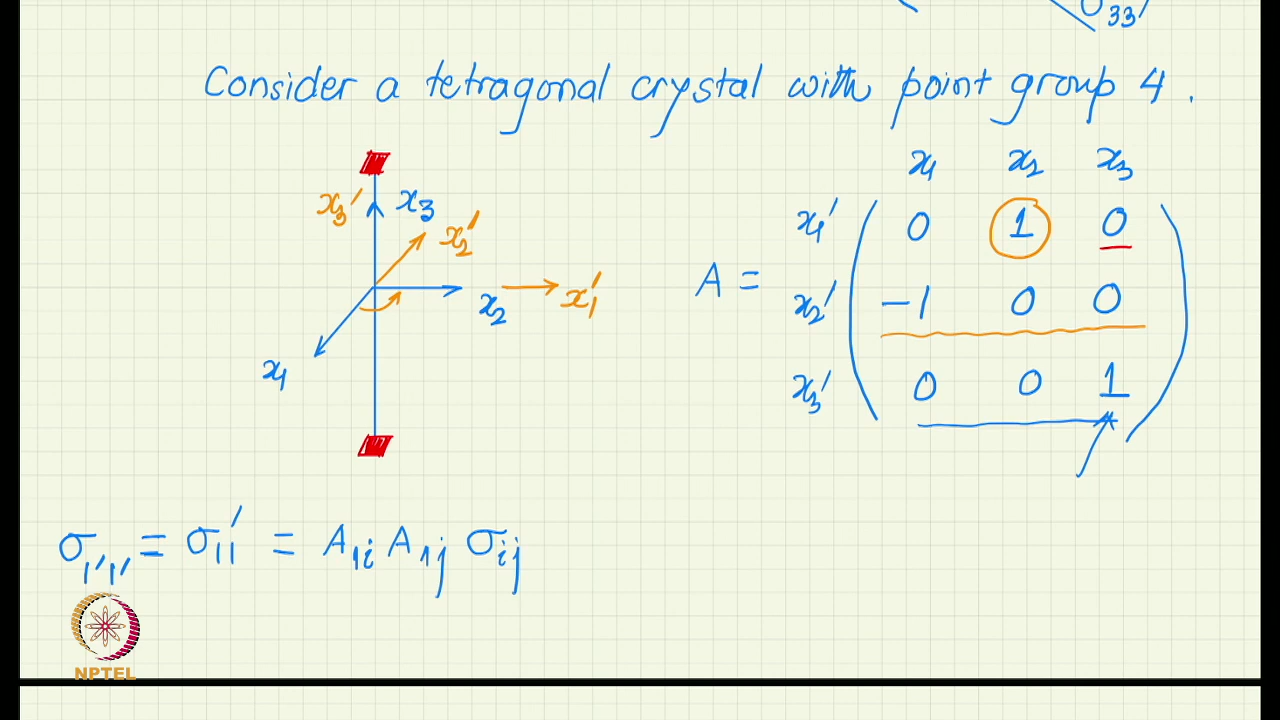 σ₃₃′
Consider a tetragonal crystal with point group 4.
x₁ x₂ x₃
x₃′ x₃ x₂′
x₂ x₁′
x₁
A =
x₁′ 0 1 0
x₂′ -1 0 0
x₃′ 0 0 1
σ₁′₁′ = σ₁₁′ = A₁ᵢ A₁ⱼ σᵢⱼ
NPTEL